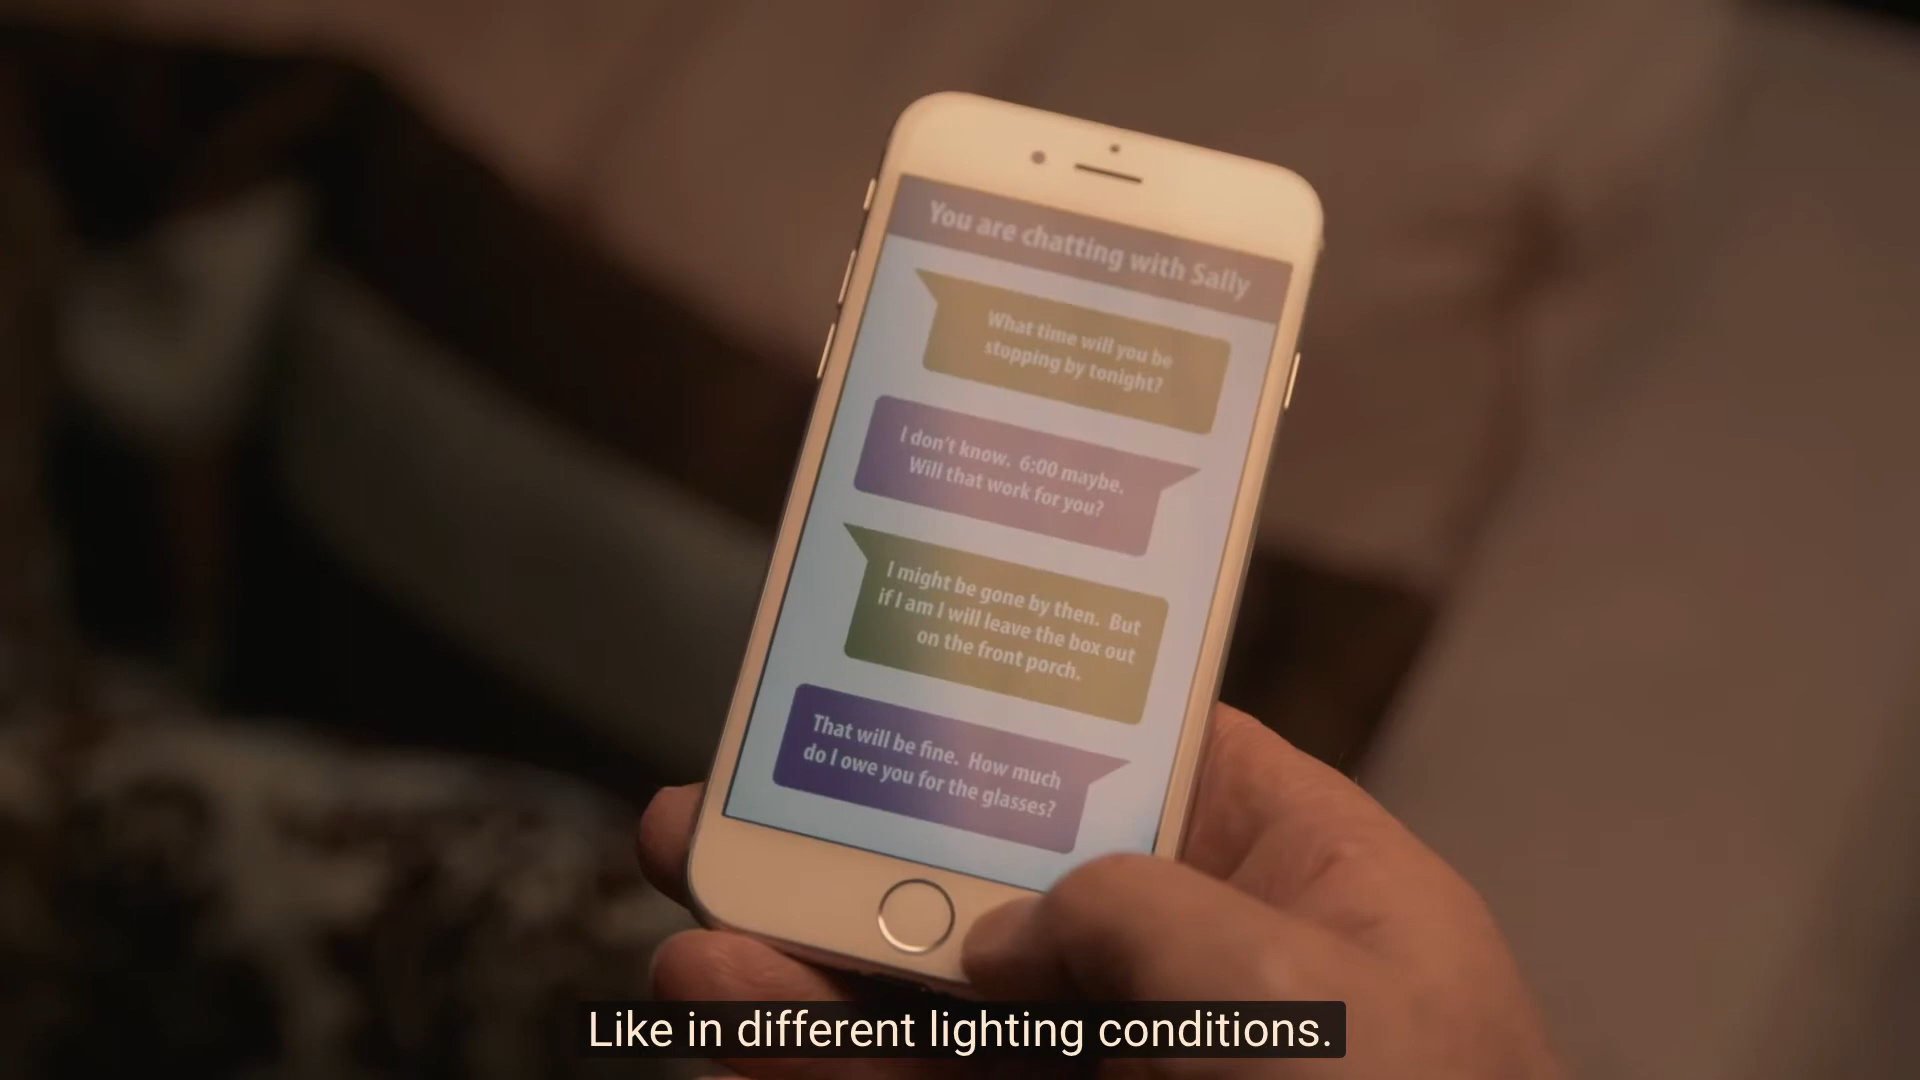 You are chatting with Sally
What time will you be
stopping by tonight?
I don't know.  6:00 maybe.
Will that work for you?
I might be gone by then.  But
if I am I will leave the box out
on the front porch.
That will be fine.  How much
do I owe you for the glasses?
Like in different lighting conditions.